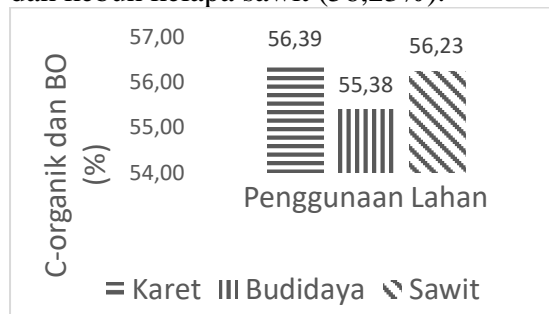 dan kebun kelapa sawit (56,23%).
57,00
56,00
55,00
54,00
C-organik dan BO
(%)
56,39
55,38
56,23
Penggunaan Lahan
Karet Budidaya Sawit